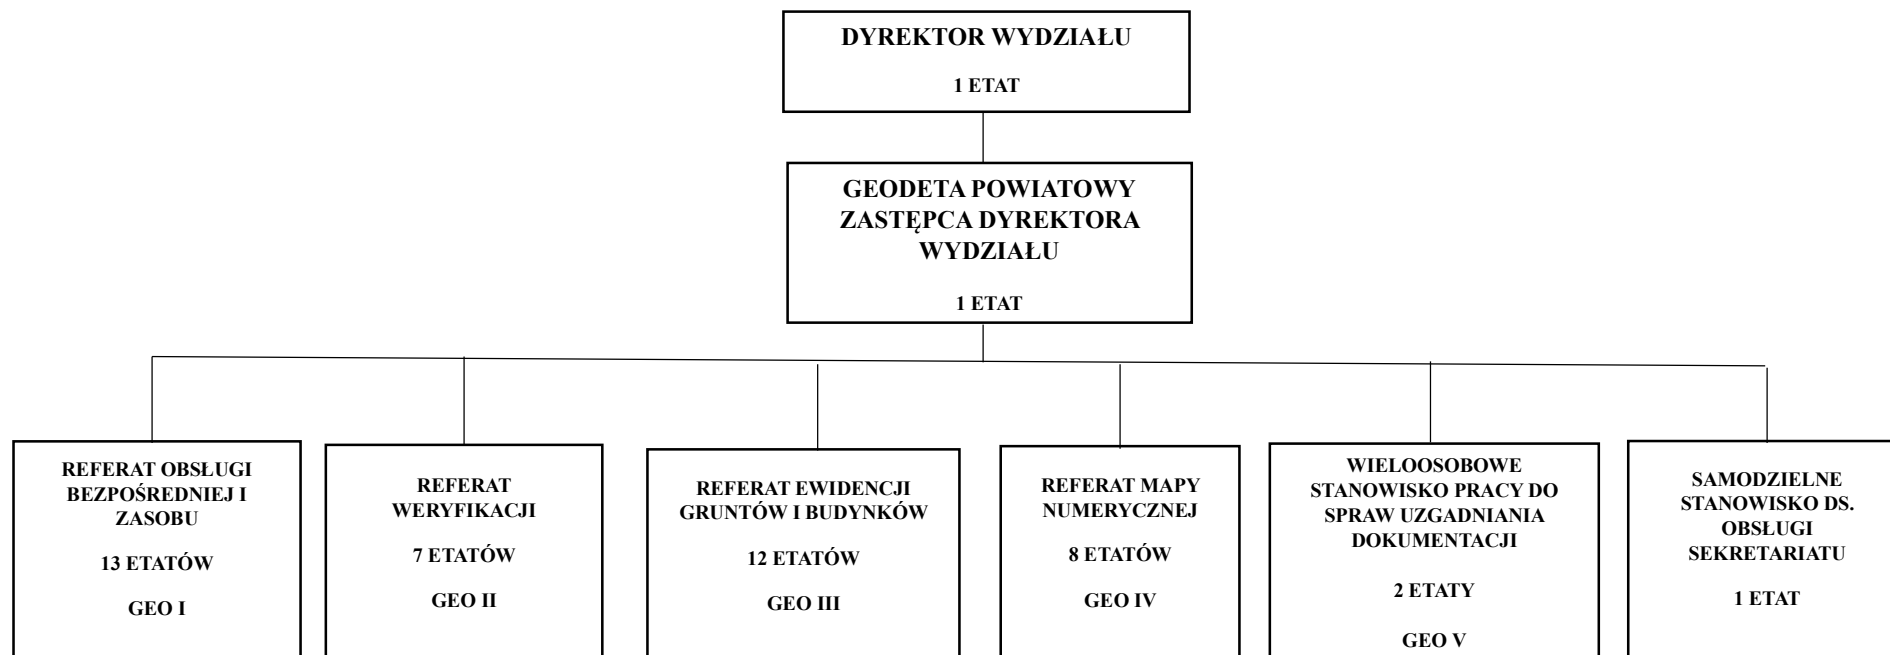 DYREKTOR WYDZIAŁU
1 ETAT
GEODETA POWIATOWY
ZASTĘPCA DYREKTORA
WYDZIAŁU
1 ETAT
REFERAT OBSŁUGI
BEZPOŚREDNIEJ I
ZASOBU
13 ETATÓW
GEO I
REFERAT
WERYFIKACJI
7 ETATÓW
GEO II
REFERAT EWIDENCJI
GRUNTÓW I BUDYNKÓW
12 ETATÓW
GEO III
REFERAT MAPY
NUMERYCZNEJ
8 ETATÓW
GEO IV
WIELOOSOBOWE
STANOWISKO PRACY DO
SPRAW UZGADNIANIA
DOKUMENTACJI
2 ETATY
GEO V
SAMODZIELNE
STANOWISKO DS.
OBSŁUGI
SEKRETARIATU
1 ETAT